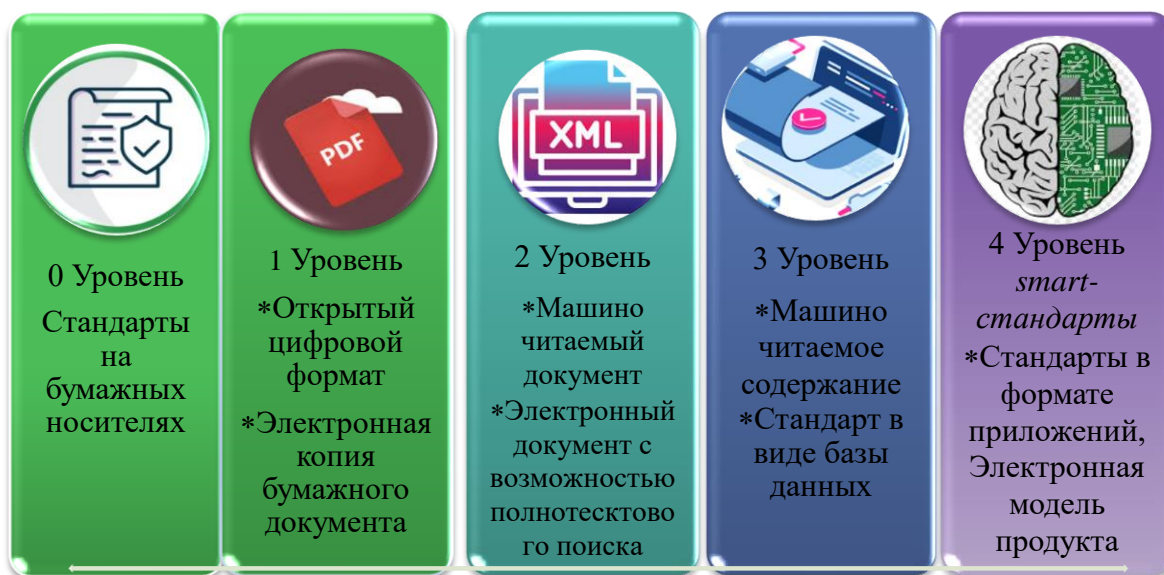 0 Уровень
Стандарты
на
бумажных
носителях
PDF
1 Уровень
*Открытый
цифровой
формат
*Электронная
копия
бумажного
документа
XML
2 Уровень
*Машино
читаемый
документ
*Электронный
документ с
возможностью
полнотесктово
го поиска
3 Уровень
*Машино
читаемое
содержание
*Стандарт в
виде базы
данных
4 Уровень
smart-
стандарты
*Стандарты в
формате
приложений,
Электронная
модель
продукта